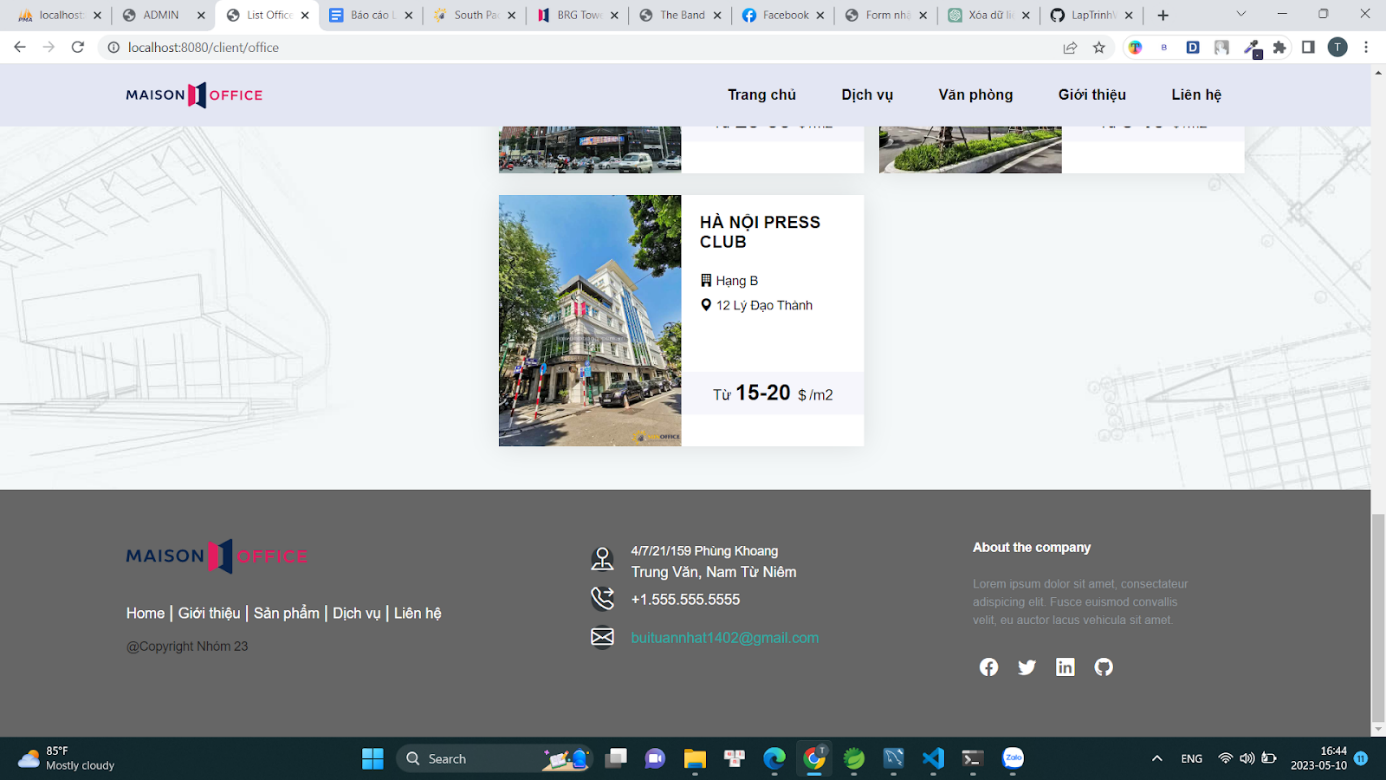 localhost:
ADMIN
List Office
Báo cáo L
South Pac
BRG Towe
The Band
Facebook
Form nhậ
Xóa dữ li
LapTrinhV
localhost:8080/client/office
T
MAISON OFFICE
Trang chủ
Dịch vụ
Văn phòng
Giới thiệu
Liên hệ
HÀ NỘI PRESS
CLUB
Hạng B
12 Lý Đạo Thành
Từ 15-20 $ /m2
MAISON OFFICE
Home | Giới thiệu | Sản phẩm | Dịch vụ | Liên hệ
@Copyright Nhóm 23
4/7/21/159 Phùng Khoang
Trung Văn, Nam Từ Niêm
+1.555.555.5555
buituannhat1402@gmail.com
About the company
Lorem ipsum dolor sit amet, consectateur
adipiscing elit. Fusce euismod convallis
velit, eu auctor lacus vehicula sit amet.
85°F
Mostly cloudy
Search
Zalo
ENG
16:44
2023-05-10
11